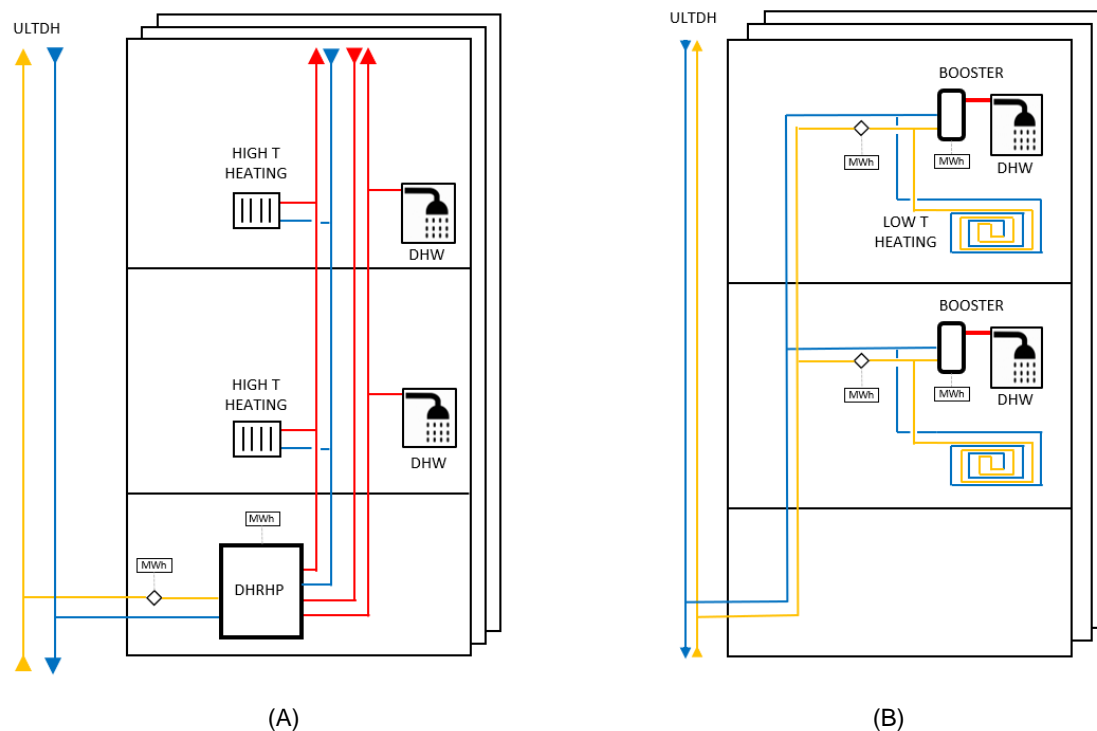 ULTDH
HIGH T
HEATING
DHW
HIGH T
HEATING
DHW
MWh
MWh
DHRHP
(A)
ULTDH
BOOSTER
MWh
MWh
DHW
LOW T
HEATING
BOOSTER
MWh
MWh
DHW
(B)